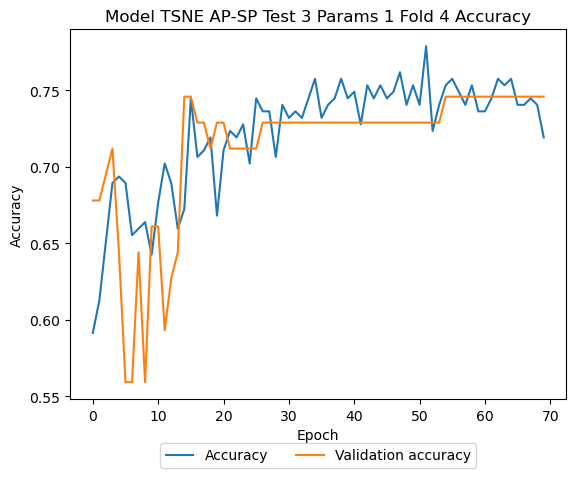 Model TSNE AP-SP Test 3 Params 1 Fold 4 Accuracy
Accuracy
0.75
0.70
0.65
0.60
0.55
0 10 20 30 40 50 60 70
Epoch
Accuracy Validation accuracy